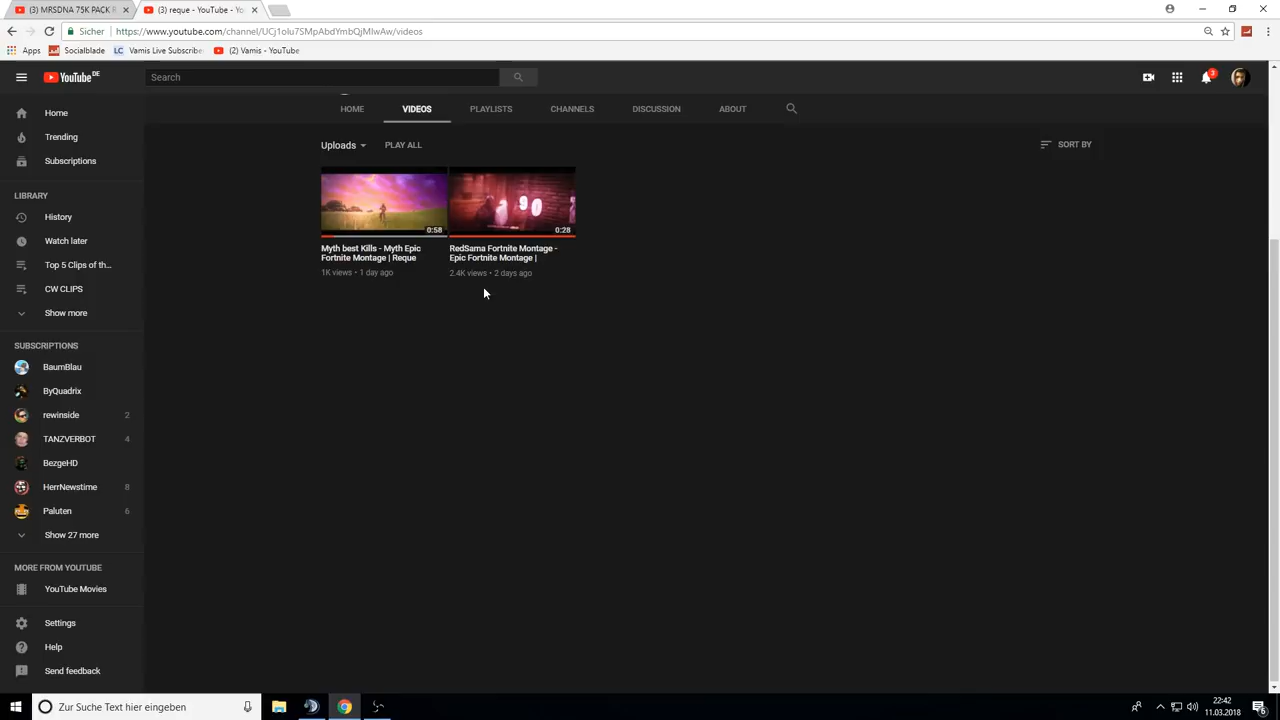 (3) MRSDNA 75K PACK R
(3) reque - YouTube - Yo
Sicher
https://www.youtube.com/channel/UCj1oIu7SMpAbdYmbQjMIwAw/videos
Apps
Socialblade
Vamis Live Subscribe
(2) Vamis - YouTube
YouTube DE
Search
3
Home
Trending
Subscriptions
HOME
VIDEOS
PLAYLISTS
CHANNELS
DISCUSSION
ABOUT
Uploads
PLAY ALL
SORT BY
LIBRARY
History
Watch later
Top 5 Clips of th...
CW CLIPS
Show more
90
0:58
0:28
Myth best Kills - Myth Epic
Fortnite Montage | Reque
1K views • 1 day ago
RedSama Fortnite Montage -
Epic Fortnite Montage |
2.4K views • 2 days ago
SUBSCRIPTIONS
BaumBlau
ByQuadrix
rewinside 2
TANZVERBOT 4
BezgeHD
HerrNewstime 8
Paluten 6
Show 27 more
MORE FROM YOUTUBE
YouTube Movies
Settings
Help
Send feedback
Zur Suche Text hier eingeben
22:42
11.03.2018